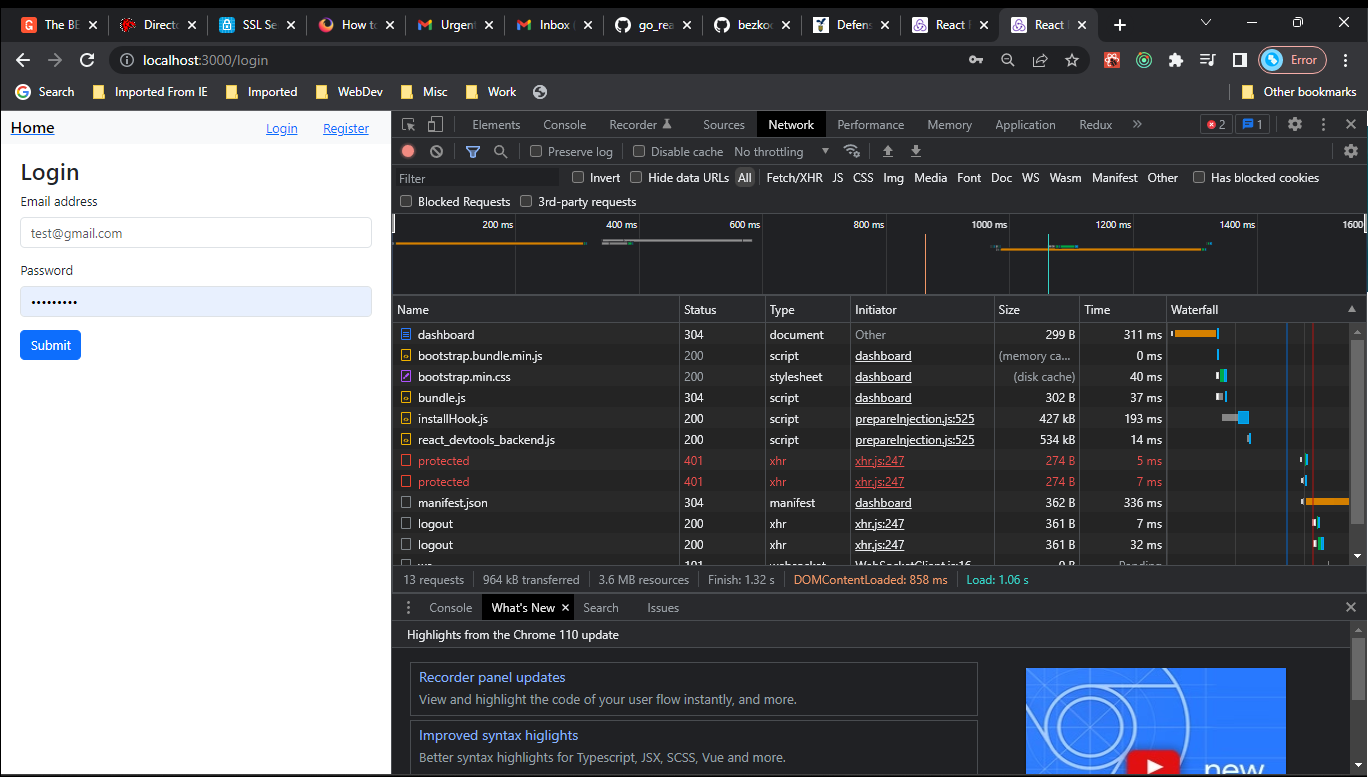 The BE
Direct
SSL Se
How to
Urgen
Inbox
go_rea
bezko
Defens
React
React
localhost:3000/login
Error
Search
Imported From IE
Imported
WebDev
Misc
Work
Other bookmarks
Home
Login
Register
Login
Email address
test@gmail.com
Password
•••••••••
Submit
Elements
Console
Recorder
Sources
Network
Performance
Memory
Application
Redux
2
1
Preserve log
Disable cache
No throttling
Filter
Invert
Hide data URLs
All
Fetch/XHR
JS
CSS
Img
Media
Font
Doc
WS
Wasm
Manifest
Other
Has blocked cookies
Blocked Requests
3rd-party requests
200 ms
400 ms
600 ms
800 ms
1000 ms
1200 ms
1400 ms
1600
Name Status Type Initiator Size Time Waterfall
dashboard 304 document Other 299 B 311 ms
bootstrap.bundle.min.js 200 script dashboard (memory ca... 0 ms
bootstrap.min.css 200 stylesheet dashboard (disk cache) 40 ms
bundle.js 304 script dashboard 302 B 37 ms
installHook.js 200 script prepareInjection.js:525 427 kB 193 ms
react_devtools_backend.js 200 script prepareInjection.js:525 534 kB 14 ms
protected 401 xhr xhr.js:247 274 B 5 ms
protected 401 xhr xhr.js:247 274 B 7 ms
manifest.json 304 manifest dashboard 362 B 336 ms
logout 200 xhr xhr.js:247 361 B 7 ms
logout 200 xhr xhr.js:247 361 B 32 ms
ws 101 websocket WebSocketClient.js:16 0 B Pending
13 requests
964 kB transferred
3.6 MB resources
Finish: 1.32 s
DOMContentLoaded: 858 ms
Load: 1.06 s
Console
What's New
Search
Issues
Highlights from the Chrome 110 update
Recorder panel updates
View and highlight the code of your user flow instantly, and more.
Improved syntax higlights
Better syntax highlights for Typescript, JSX, SCSS, Vue and more.
new